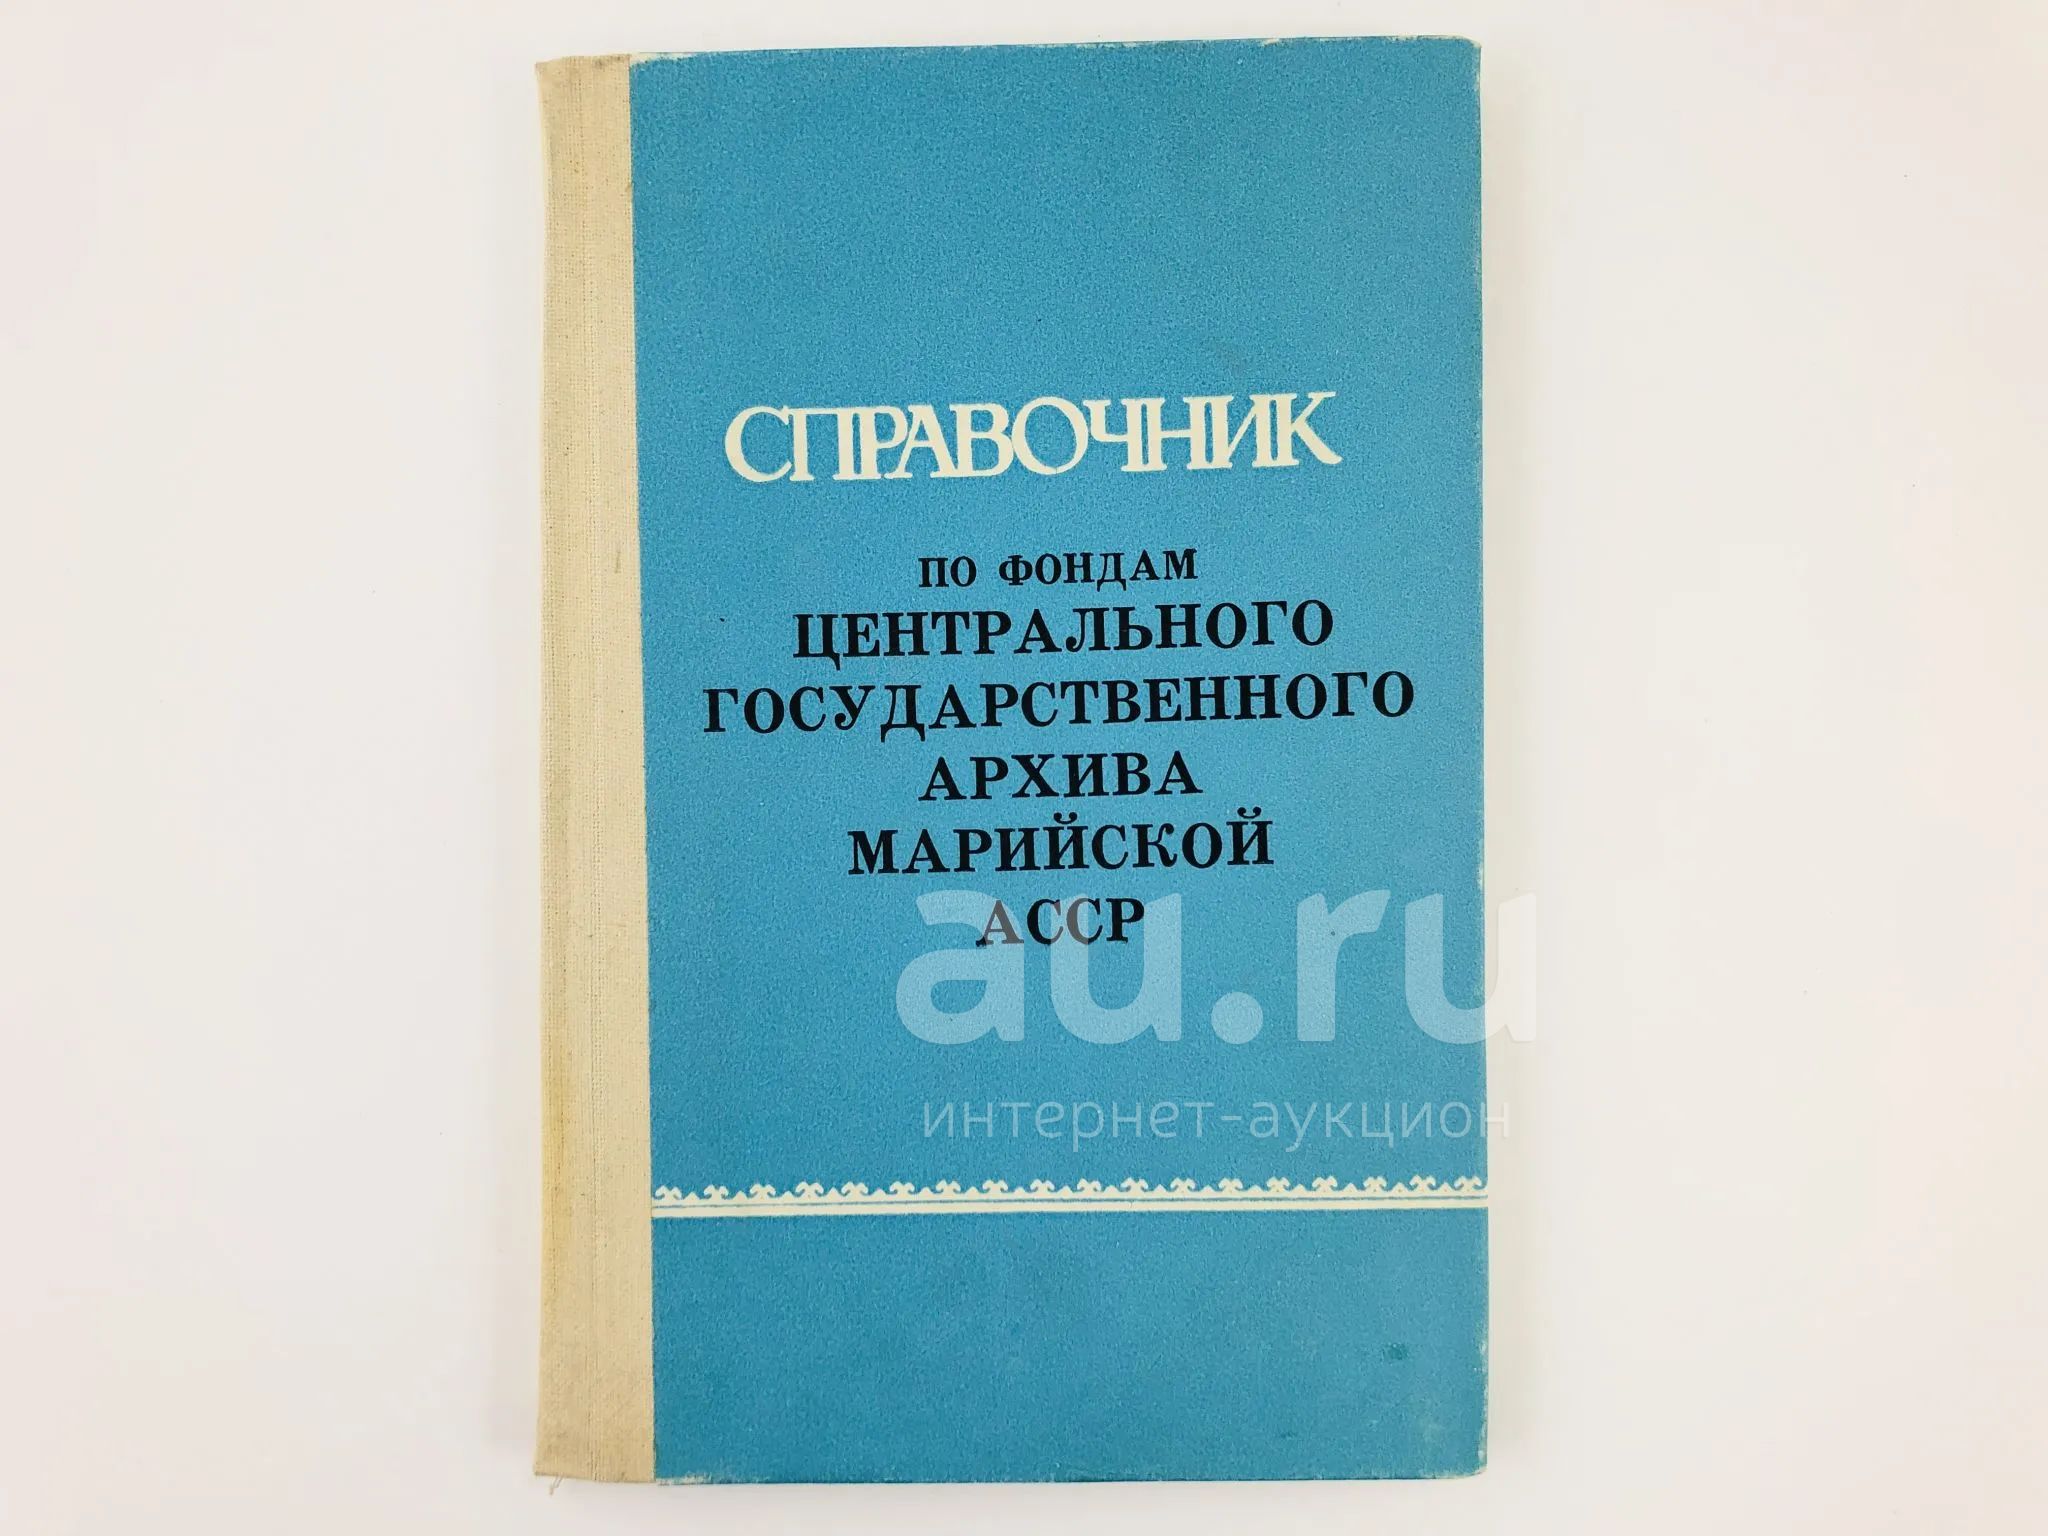 СПРАВОЧНИК
ПО ФОНДАМ
ЦЕНТРАЛЬНОГО
ГОСУДАРСТВЕННОГО
АРХИВА
МАРИЙСКОЙ
АССР
au.ru
интернет-аукцион